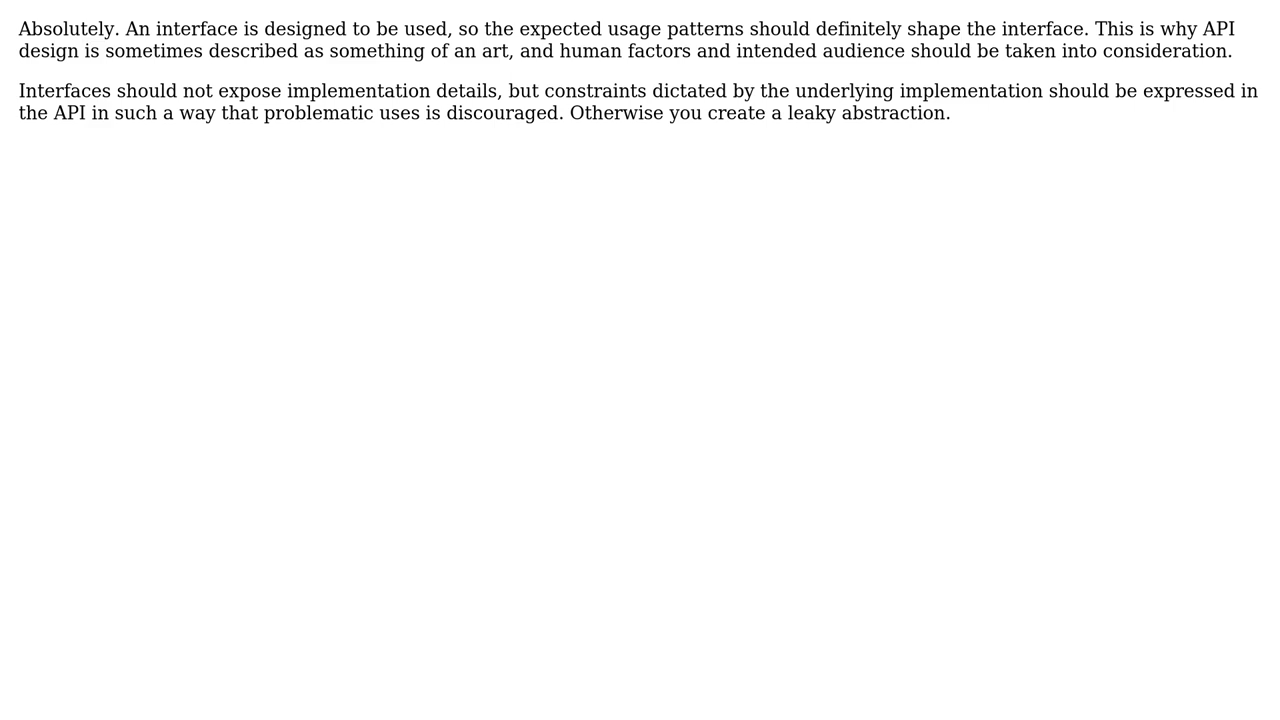 Absolutely. An interface is designed to be used, so the expected usage patterns should definitely shape the interface. This is why API
design is sometimes described as something of an art, and human factors and intended audience should be taken into consideration.
Interfaces should not expose implementation details, but constraints dictated by the underlying implementation should be expressed in
the API in such a way that problematic uses is discouraged. Otherwise you create a leaky abstraction.